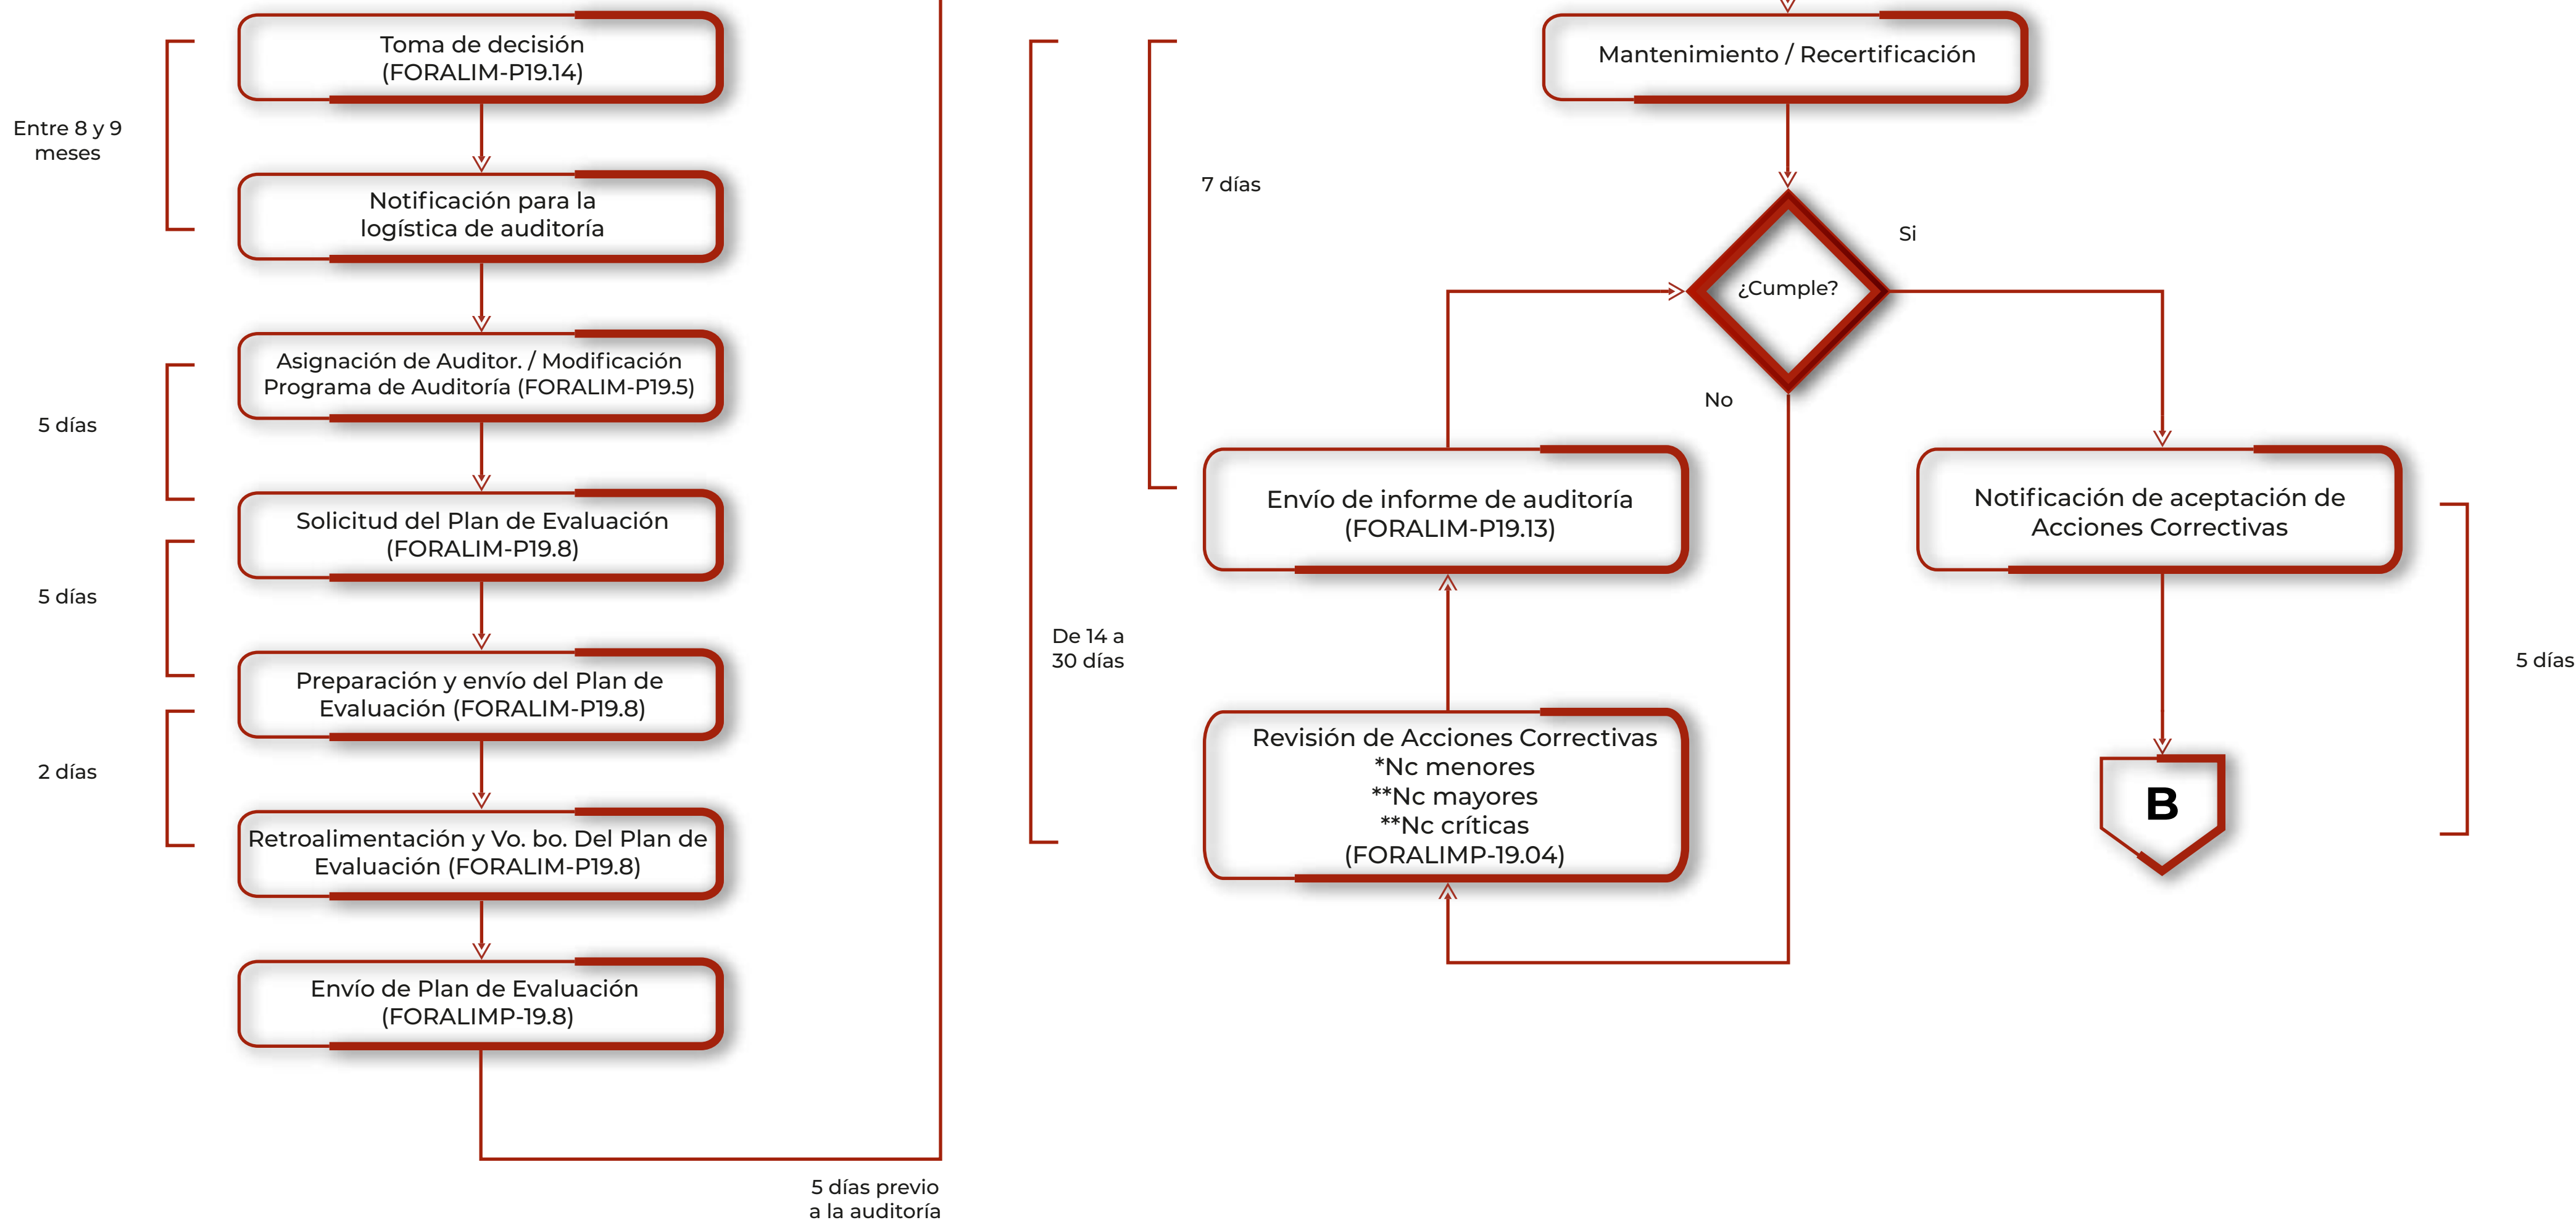 Toma de decisión
(FORALIM-P19.14)
Entre 8 y 9
meses
Notificación para la
logística de auditoría
Asignación de Auditor. / Modificación
Programa de Auditoría (FORALIM-P19.5)
5 días
Solicitud del Plan de Evaluación
(FORALIM-P19.8)
5 días
Preparación y envío del Plan de
Evaluación (FORALIM-P19.8)
2 días
Retroalimentación y Vo. bo. Del Plan de
Evaluación (FORALIM-P19.8)
Envío de Plan de Evaluación
(FORALIMP-19.8)
5 días previo
a la auditoría
Mantenimiento / Recertificación
7 días
Si
¿Cumple?
No
Envío de informe de auditoría
(FORALIM-P19.13)
De 14 a
30 días
Revisión de Acciones Correctivas
*Nc menores
**Nc mayores
**Nc críticas
(FORALIMP-19.04)
Notificación de aceptación de
Acciones Correctivas
5 días
B